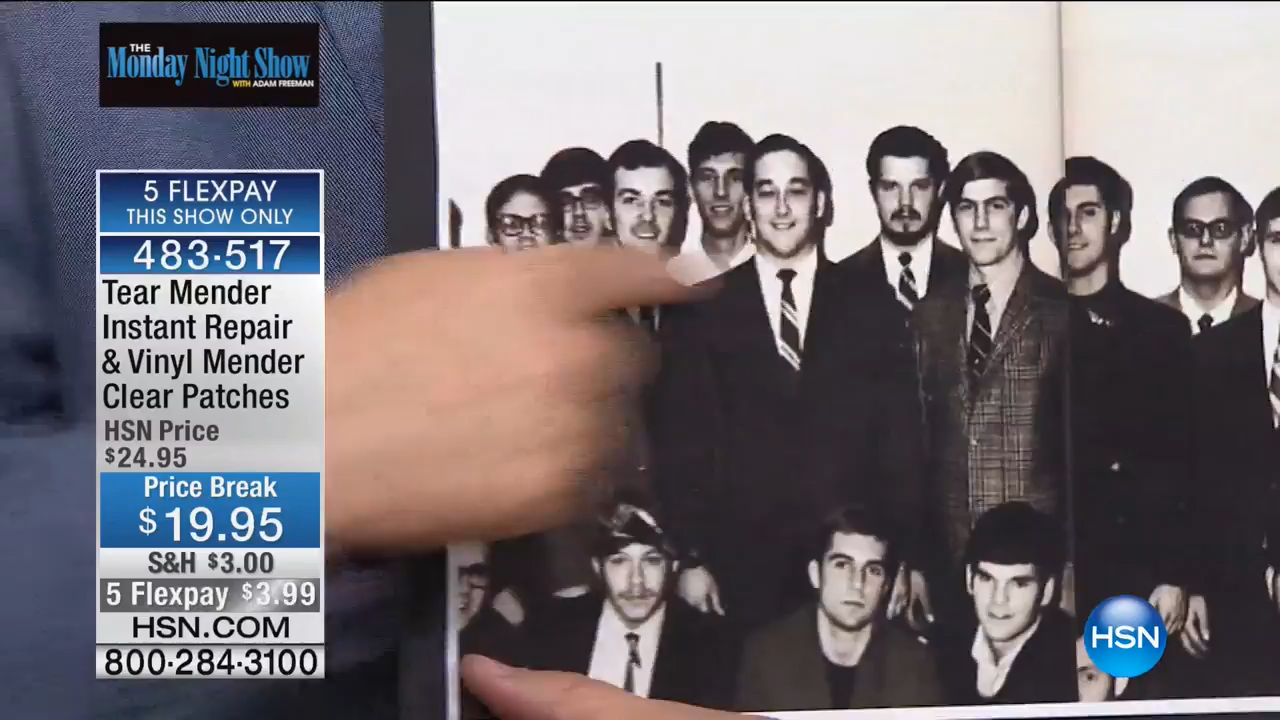 THE
Monday Night Show
WITH ADAM FREEMAN
5 FLEXPAY
THIS SHOW ONLY
483-517
Tear Mender
Instant Repair
& Vinyl Mender
Clear Patches
HSN Price
$24.95
Price Break
$19.95
S&H $3.00
5 Flexpay $3.99
HSN.COM
800-284-3100
HSN